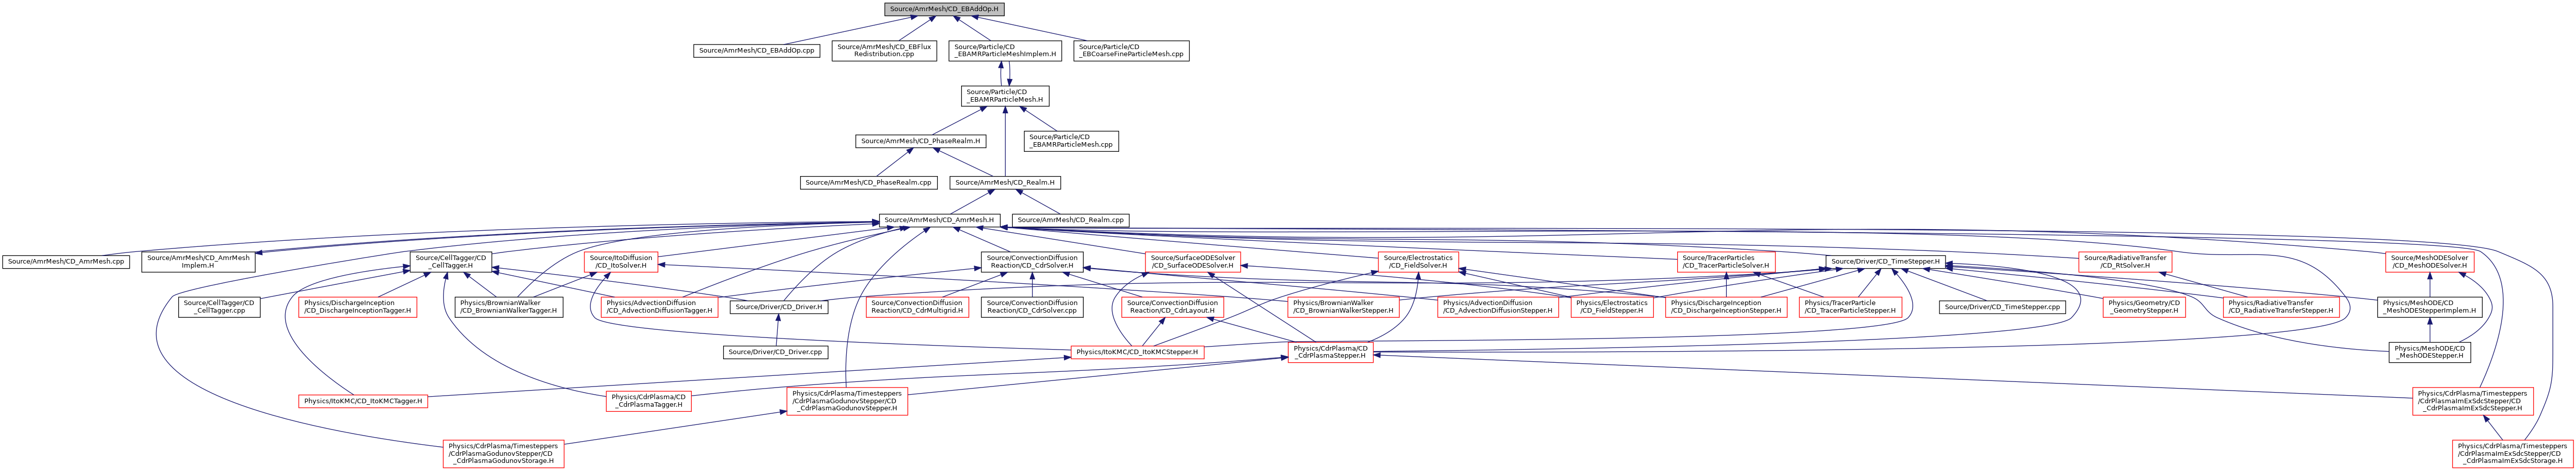 Source/AmrMesh/CD_EBAddOp.H
Source/AmrMesh/CD_EBAddOp.cpp
Source/AmrMesh/CD_EBFlux
Redistribution.cpp
Source/Particle/CD
_EBAMRParticleMeshImplem.H
Source/Particle/CD
_EBCoarseFineParticleMesh.cpp
Source/Particle/CD
_EBAMRParticleMesh.H
Source/AmrMesh/CD_PhaseRealm.H
Source/Particle/CD
_EBAMRParticleMesh.cpp
Source/AmrMesh/CD_PhaseRealm.cpp
Source/AmrMesh/CD_Realm.H
Source/AmrMesh/CD_AmrMesh.H
Source/AmrMesh/CD_Realm.cpp
Source/AmrMesh/CD_AmrMesh.cpp
Source/AmrMesh/CD_AmrMesh
Implem.H
Source/CellTagger/CD
_CellTagger.H
Source/ItoDiffusion
/CD_ItoSolver.H
Source/ConvectionDiffusion
Reaction/CD_CdrSolver.H
Source/SurfaceODESolver
/CD_SurfaceODESolver.H
Source/Electrostatics
/CD_FieldSolver.H
Source/TracerParticles
/CD_TracerParticleSolver.H
Source/Driver/CD_TimeStepper.H
Source/RadiativeTransfer
/CD_RtSolver.H
Source/MeshODESolver
/CD_MeshODESolver.H
Source/CellTagger/CD
_CellTagger.cpp
Physics/DischargeInception
/CD_DischargeInceptionTagger.H
Physics/BrownianWalker
/CD_BrownianWalkerTagger.H
Physics/AdvectionDiffusion
/CD_AdvectionDiffusionTagger.H
Source/Driver/CD_Driver.H
Source/ConvectionDiffusion
Reaction/CD_CdrMultigrid.H
Source/ConvectionDiffusion
Reaction/CD_CdrSolver.cpp
Source/ConvectionDiffusion
Reaction/CD_CdrLayout.H
Physics/BrownianWalker
/CD_BrownianWalkerStepper.H
Physics/AdvectionDiffusion
/CD_AdvectionDiffusionStepper.H
Physics/Electrostatics
/CD_FieldStepper.H
Physics/DischargeInception
/CD_DischargeInceptionStepper.H
Physics/TracerParticle
/CD_TracerParticleStepper.H
Source/Driver/CD_TimeStepper.cpp
Physics/Geometry/CD
_GeometryStepper.H
Physics/RadiativeTransfer
/CD_RadiativeTransferStepper.H
Physics/MeshODE/CD
_MeshODEStepperImplem.H
Source/Driver/CD_Driver.cpp
Physics/ItoKMC/CD_ItoKMCStepper.H
Physics/CdrPlasma/CD
_CdrPlasmaStepper.H
Physics/MeshODE/CD
_MeshODEStepper.H
Physics/ItoKMC/CD_ItoKMCTagger.H
Physics/CdrPlasma/CD
_CdrPlasmaTagger.H
Physics/CdrPlasma/Timesteppers
/CdrPlasmaGodunovStepper/CD
_CdrPlasmaGodunovStepper.H
Physics/CdrPlasma/Timesteppers
/CdrPlasmaImExSdcStepper/CD
_CdrPlasmaImExSdcStepper.H
Physics/CdrPlasma/Timesteppers
/CdrPlasmaGodunovStepper/CD
_CdrPlasmaGodunovStorage.H
Physics/CdrPlasma/Timesteppers
/CdrPlasmaImExSdcStepper/CD
_CdrPlasmaImExSdcStorage.H